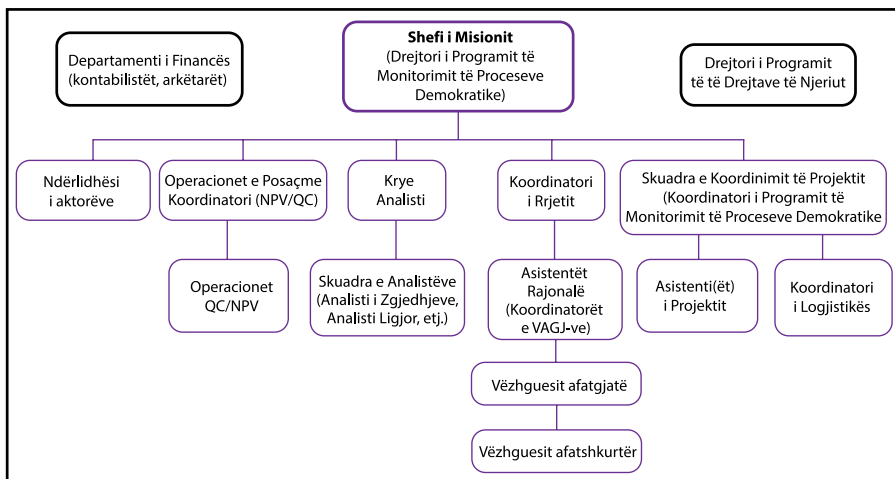 Departamenti i Financës
(kontabilistët, arkëtarët)
Shefi i Misionit
(Drejtori i Programit të
Monitorimit të Proceseve
Demokratike)
Drejtori i Programit
të të Drejtave të Njeriut
Ndërlidhësi
i aktorëve
Operacionet e Posaçme
Koordinatori (NPV/QC)
Krye
Analisti
Koordinatori
i Rrjetit
Skuadra e Koordinimit të Projektit
(Koordinatori i Programit të
Monitorimit të Proceseve Demokratike
Operacionet
QC/NPV
Skuadra e Analistëve
(Analisti i Zgjedhjeve,
Analisti Ligjor, etj.)
Asistentët
Rajonalë
(Koordinatorët
e VAGJ-ve)
Asistenti(ët)
i Projektit
Koordinatori
i Logjistikës
Vëzhguesit afatgjatë
Vëzhguesit afatshkurtër